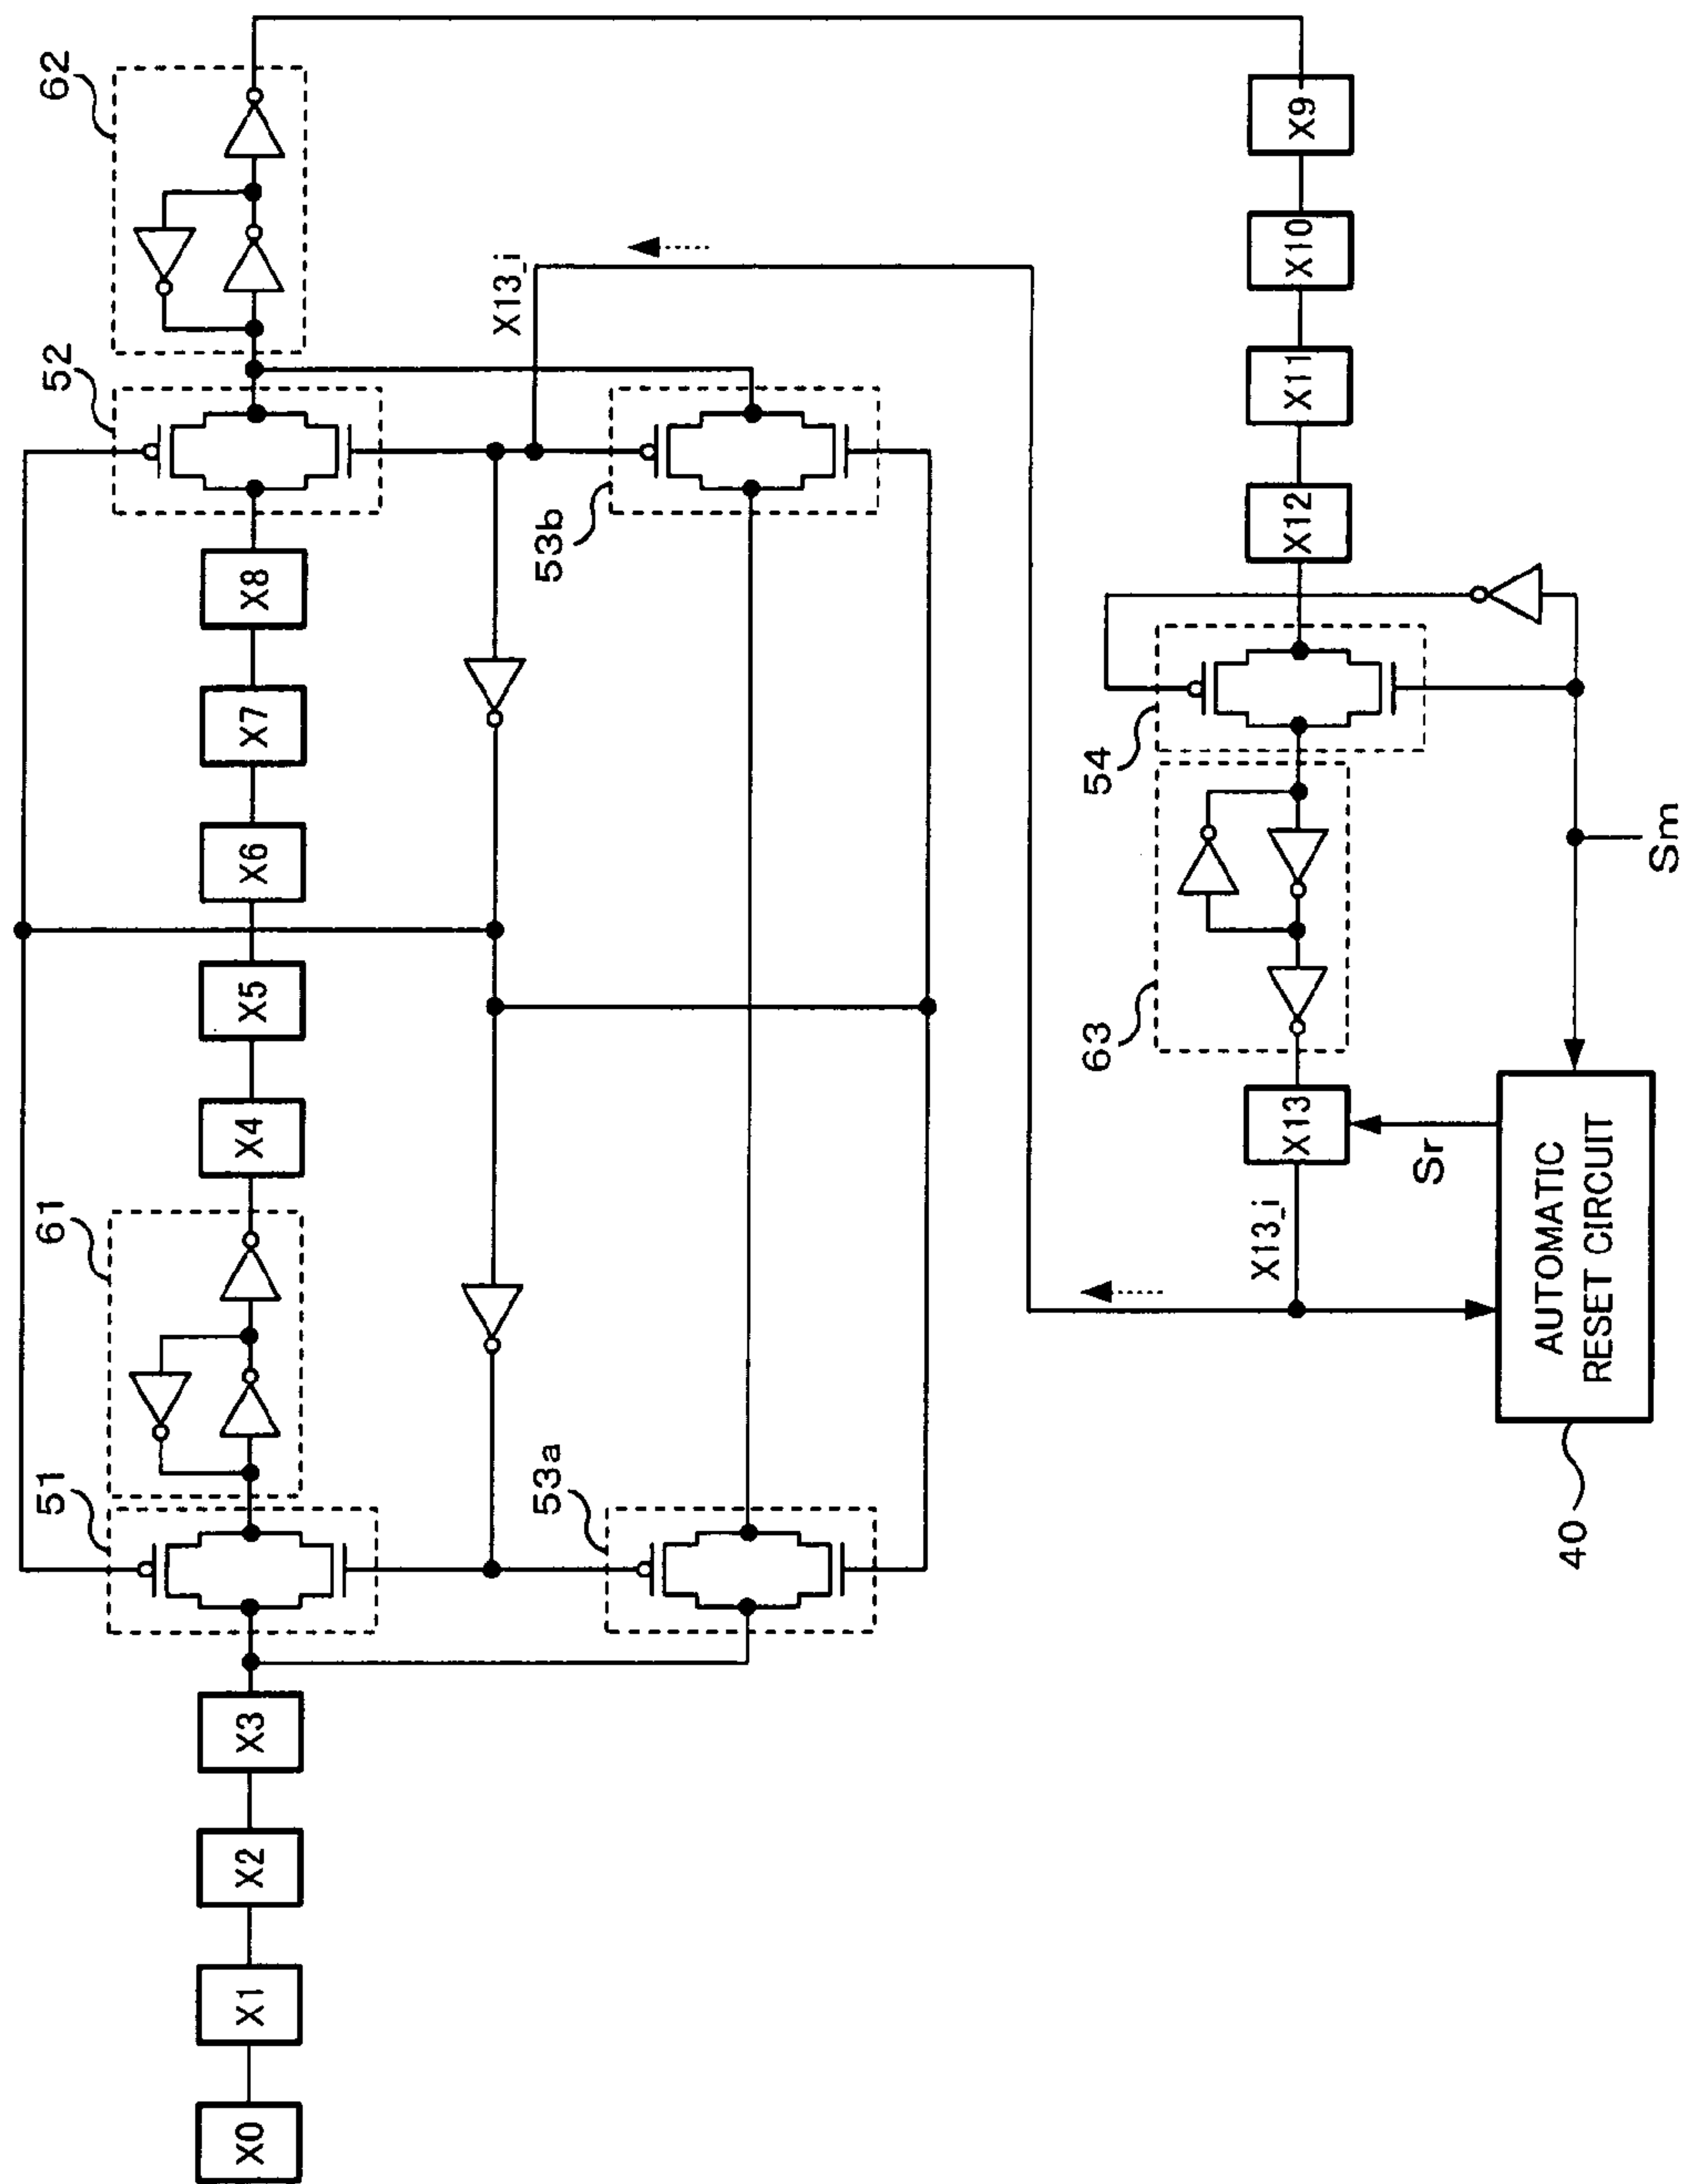 51
61
52
62
X0
X1
X2
X3
X4
X5
X6
X7
X8
X13_i
53a
53b
63
54
X13_i
X13
X12
X11
X10
X9
Sr
AUTOMATIC
RESET CIRCUIT
40
Sm